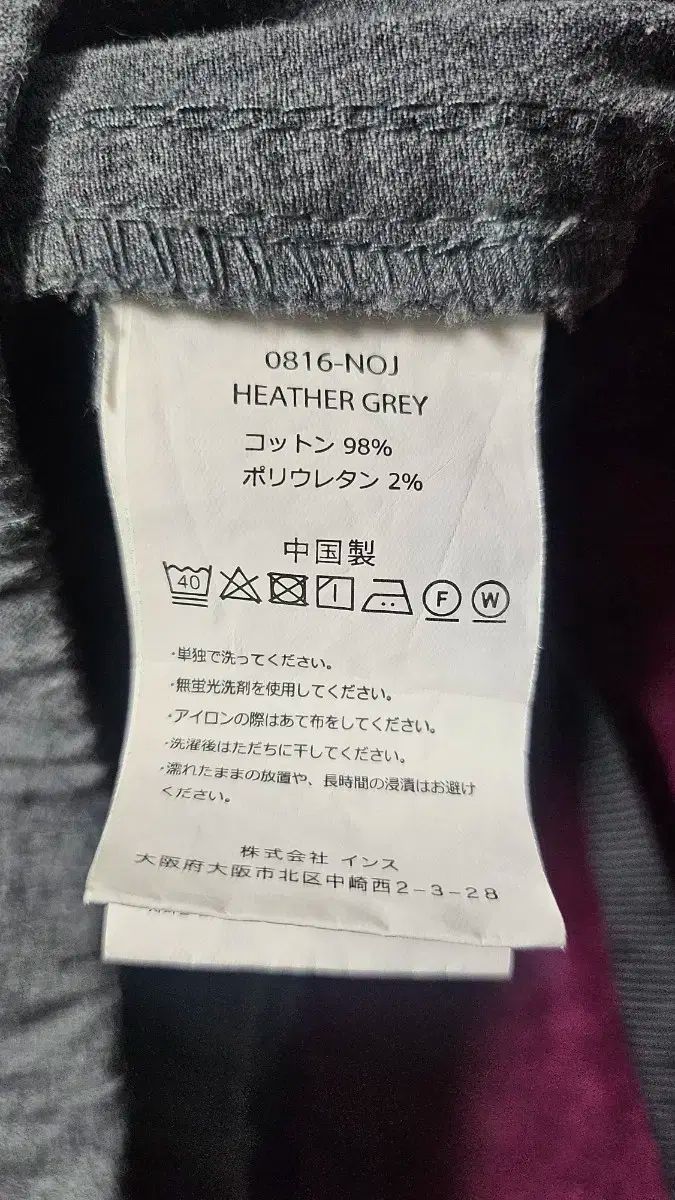 0816-NOJ
HEATHER GREY
コットン 98%
ポリウレタン 2%
中国製
40 F W
・単独で洗ってください。
・無蛍光洗剤を使用してください。
・アイロンの際はあて布をしてください。
・洗濯後はただちに干してください。
・濡れたままの放置や、長時間の浸漬はお避け
ください。
株式会社 インス
大阪府大阪市北区中崎西2-3-28